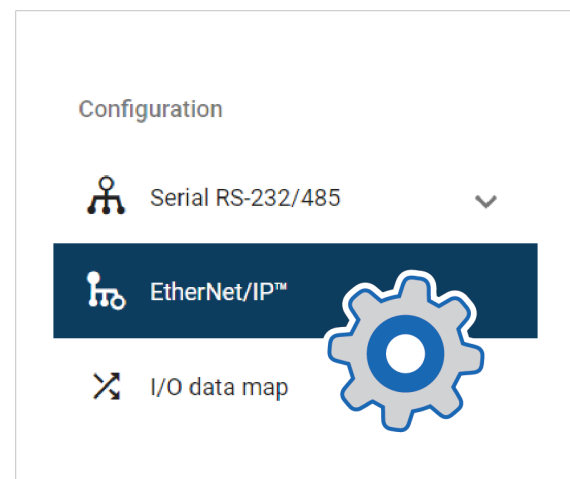 Configuration
Serial RS-232/485
EtherNet/IP™
I/O data map